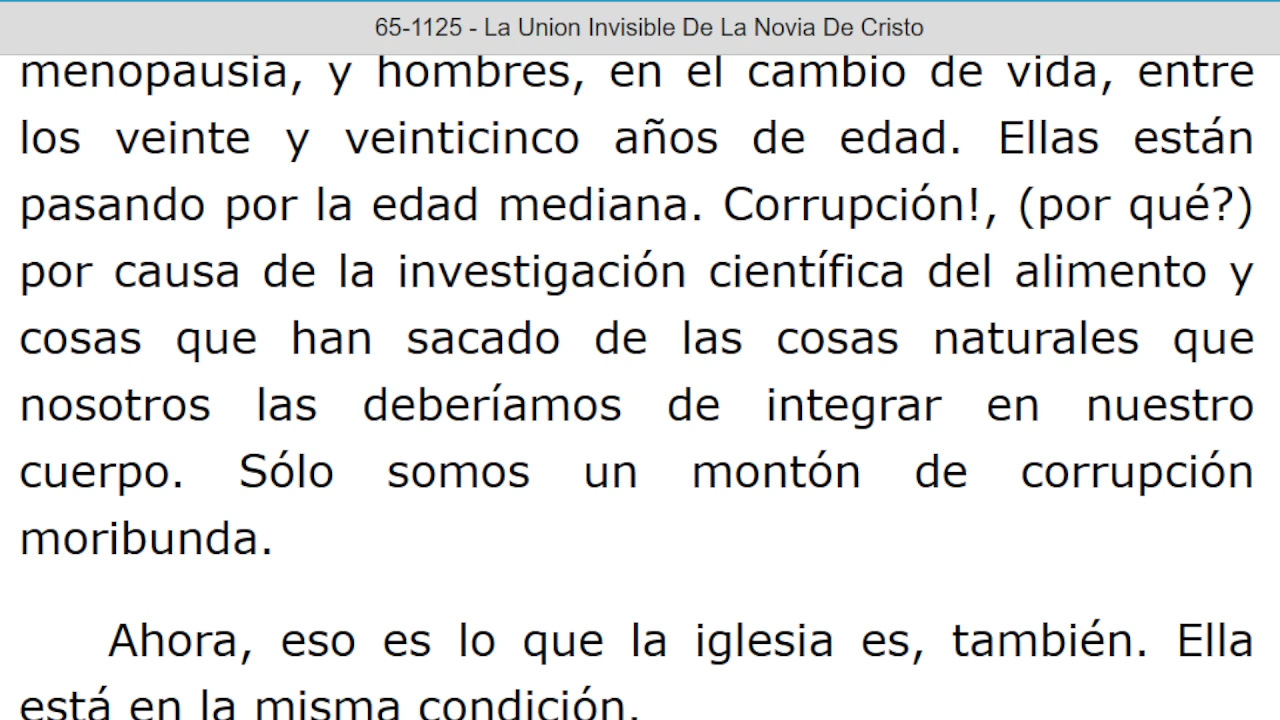 65-1125 - La Union Invisible De La Novia De Cristo
menopausia, y hombres, en el cambio de vida, entre
los veinte y veinticinco años de edad. Ellas están
pasando por la edad mediana. Corrupción!, (por qué?)
por causa de la investigación científica del alimento y
cosas que han sacado de las cosas naturales que
nosotros las deberíamos de integrar en nuestro
cuerpo. Sólo somos un montón de corrupción
moribunda.
Ahora, eso es lo que la iglesia es, también. Ella
está en la misma condición.